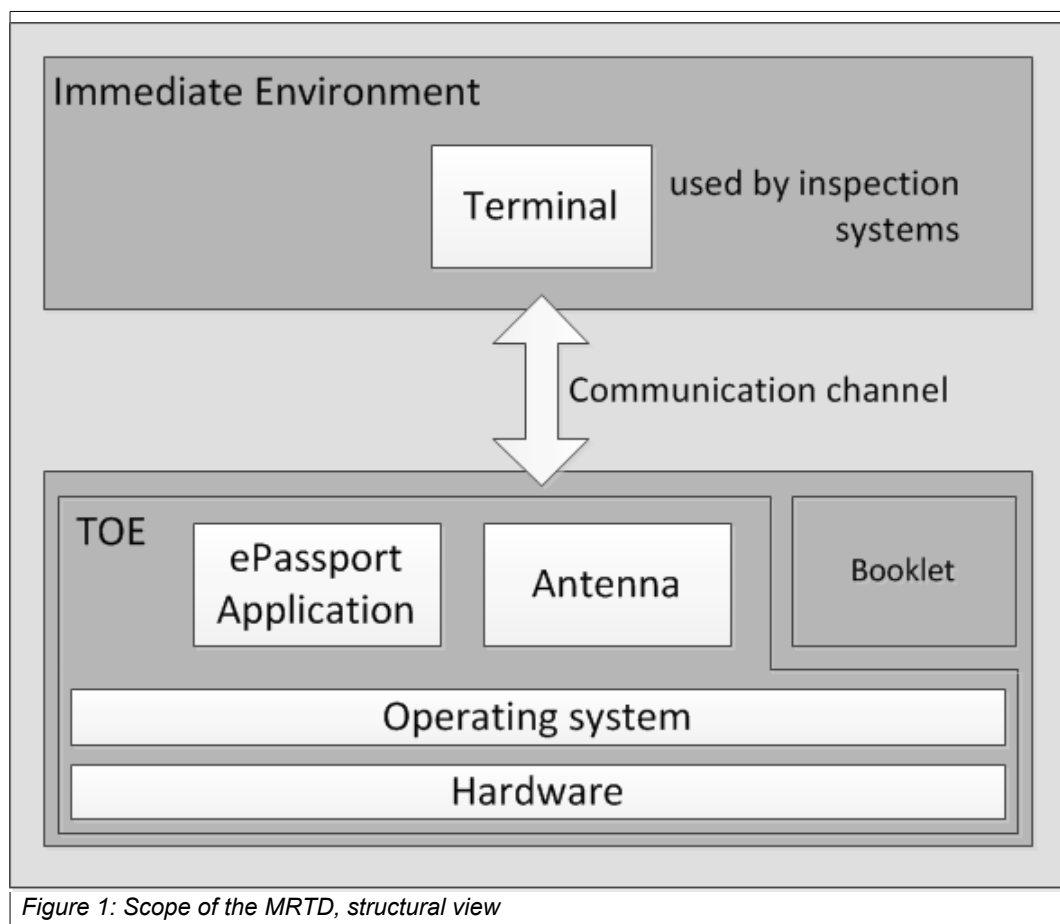 Immediate Environment
Terminal
used by inspection
systems
Communication channel
TOE
ePassport
Application
Antenna
Booklet
Operating system
Hardware
Figure 1: Scope of the MRTD, structural view